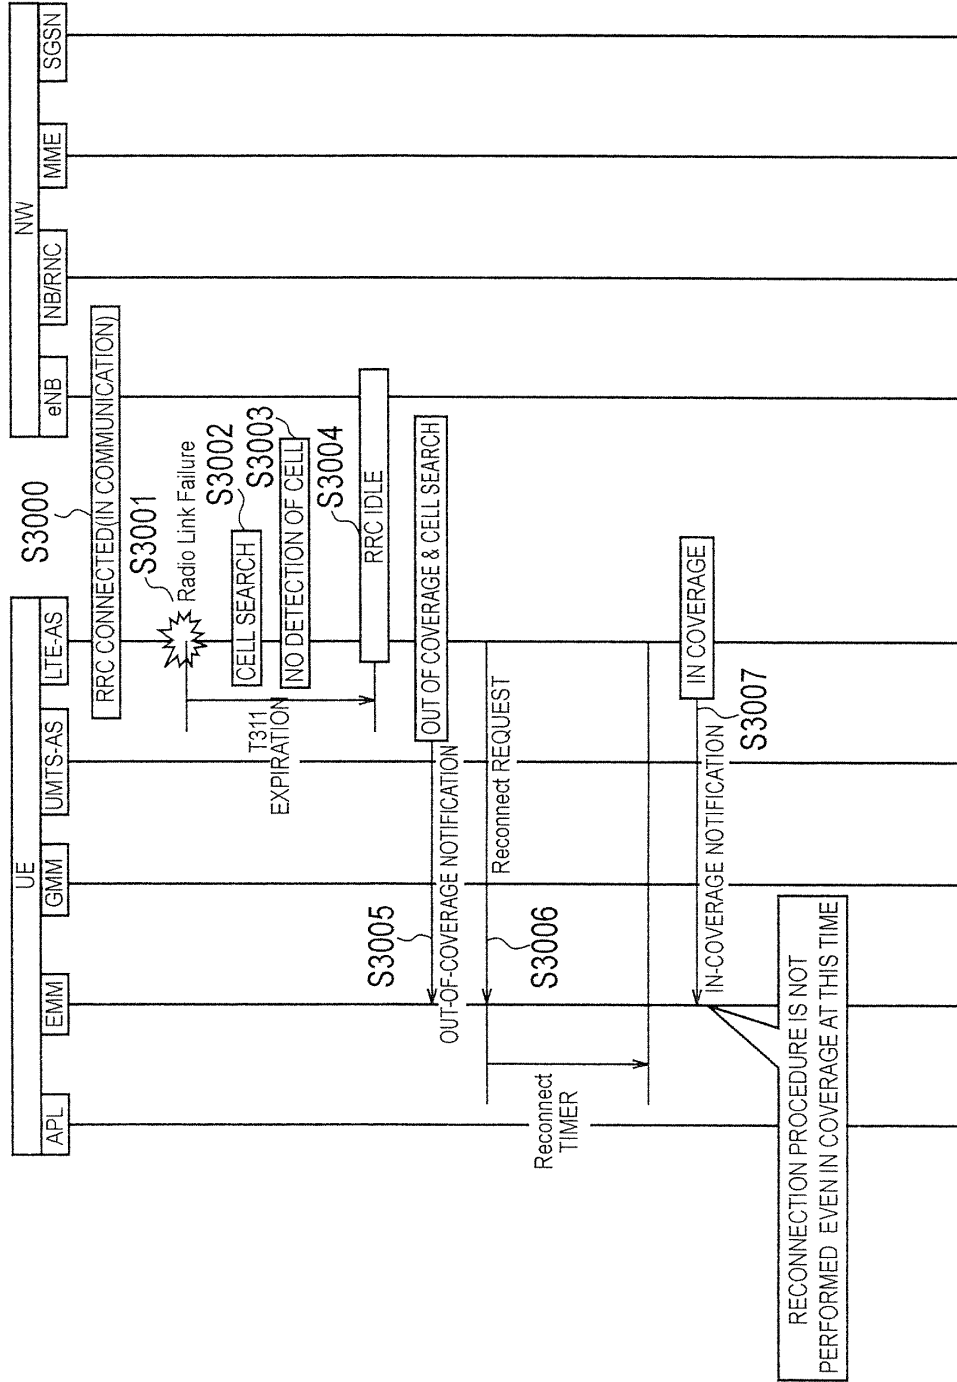 UE
NW
APL
EMM
GMM
UMTS-AS
LTE-AS
eNB
NB/RNC
MME
SGSN
S3000
RRC CONNECTED(IN COMMUNICATION)
S3001
Radio Link Failure
CELL SEARCH
S3002
NO DETECTION OF CELL
S3003
T311
EXPIRATION
S3004
RRC IDLE
OUT OF COVERAGE & CELL SEARCH
S3005
OUT-OF-COVERAGE NOTIFICATION
Reconnect REQUEST
S3006
Reconnect
TIMER
IN COVERAGE
S3007
IN-COVERAGE NOTIFICATION
RECONNECTION PROCEDURE IS NOT
PERFORMED EVEN IN COVERAGE AT THIS TIME